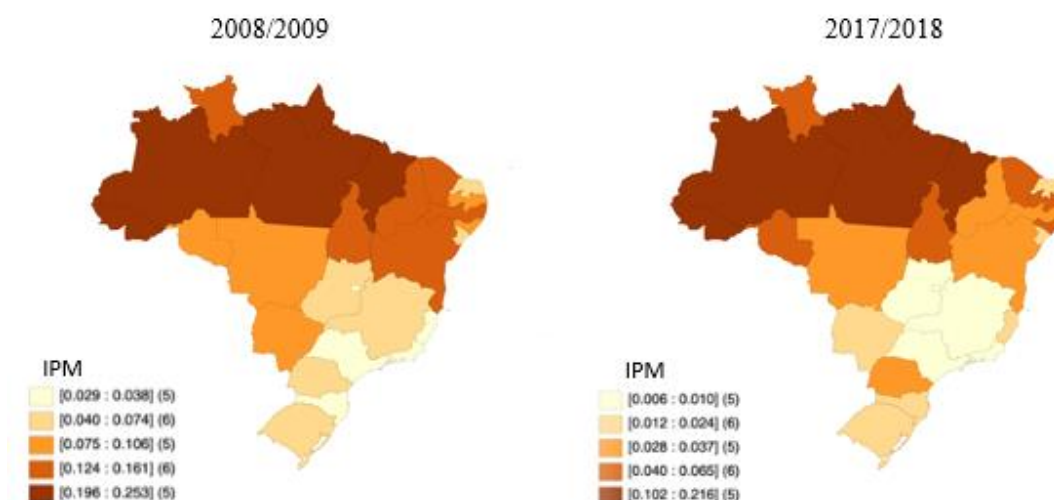 2008/2009
2017/2018
IPM
[0.029 : 0.038] (5)
[0.040 : 0.074] (6)
[0.075 : 0.106] (5)
[0.124 : 0.161] (6)
[0.196 : 0.253] (5)
IPM
[0.006 : 0.010] (5)
[0.012 : 0.024] (6)
[0.028 : 0.037] (5)
[0.040 : 0.065] (6)
[0.102 : 0.216] (5)